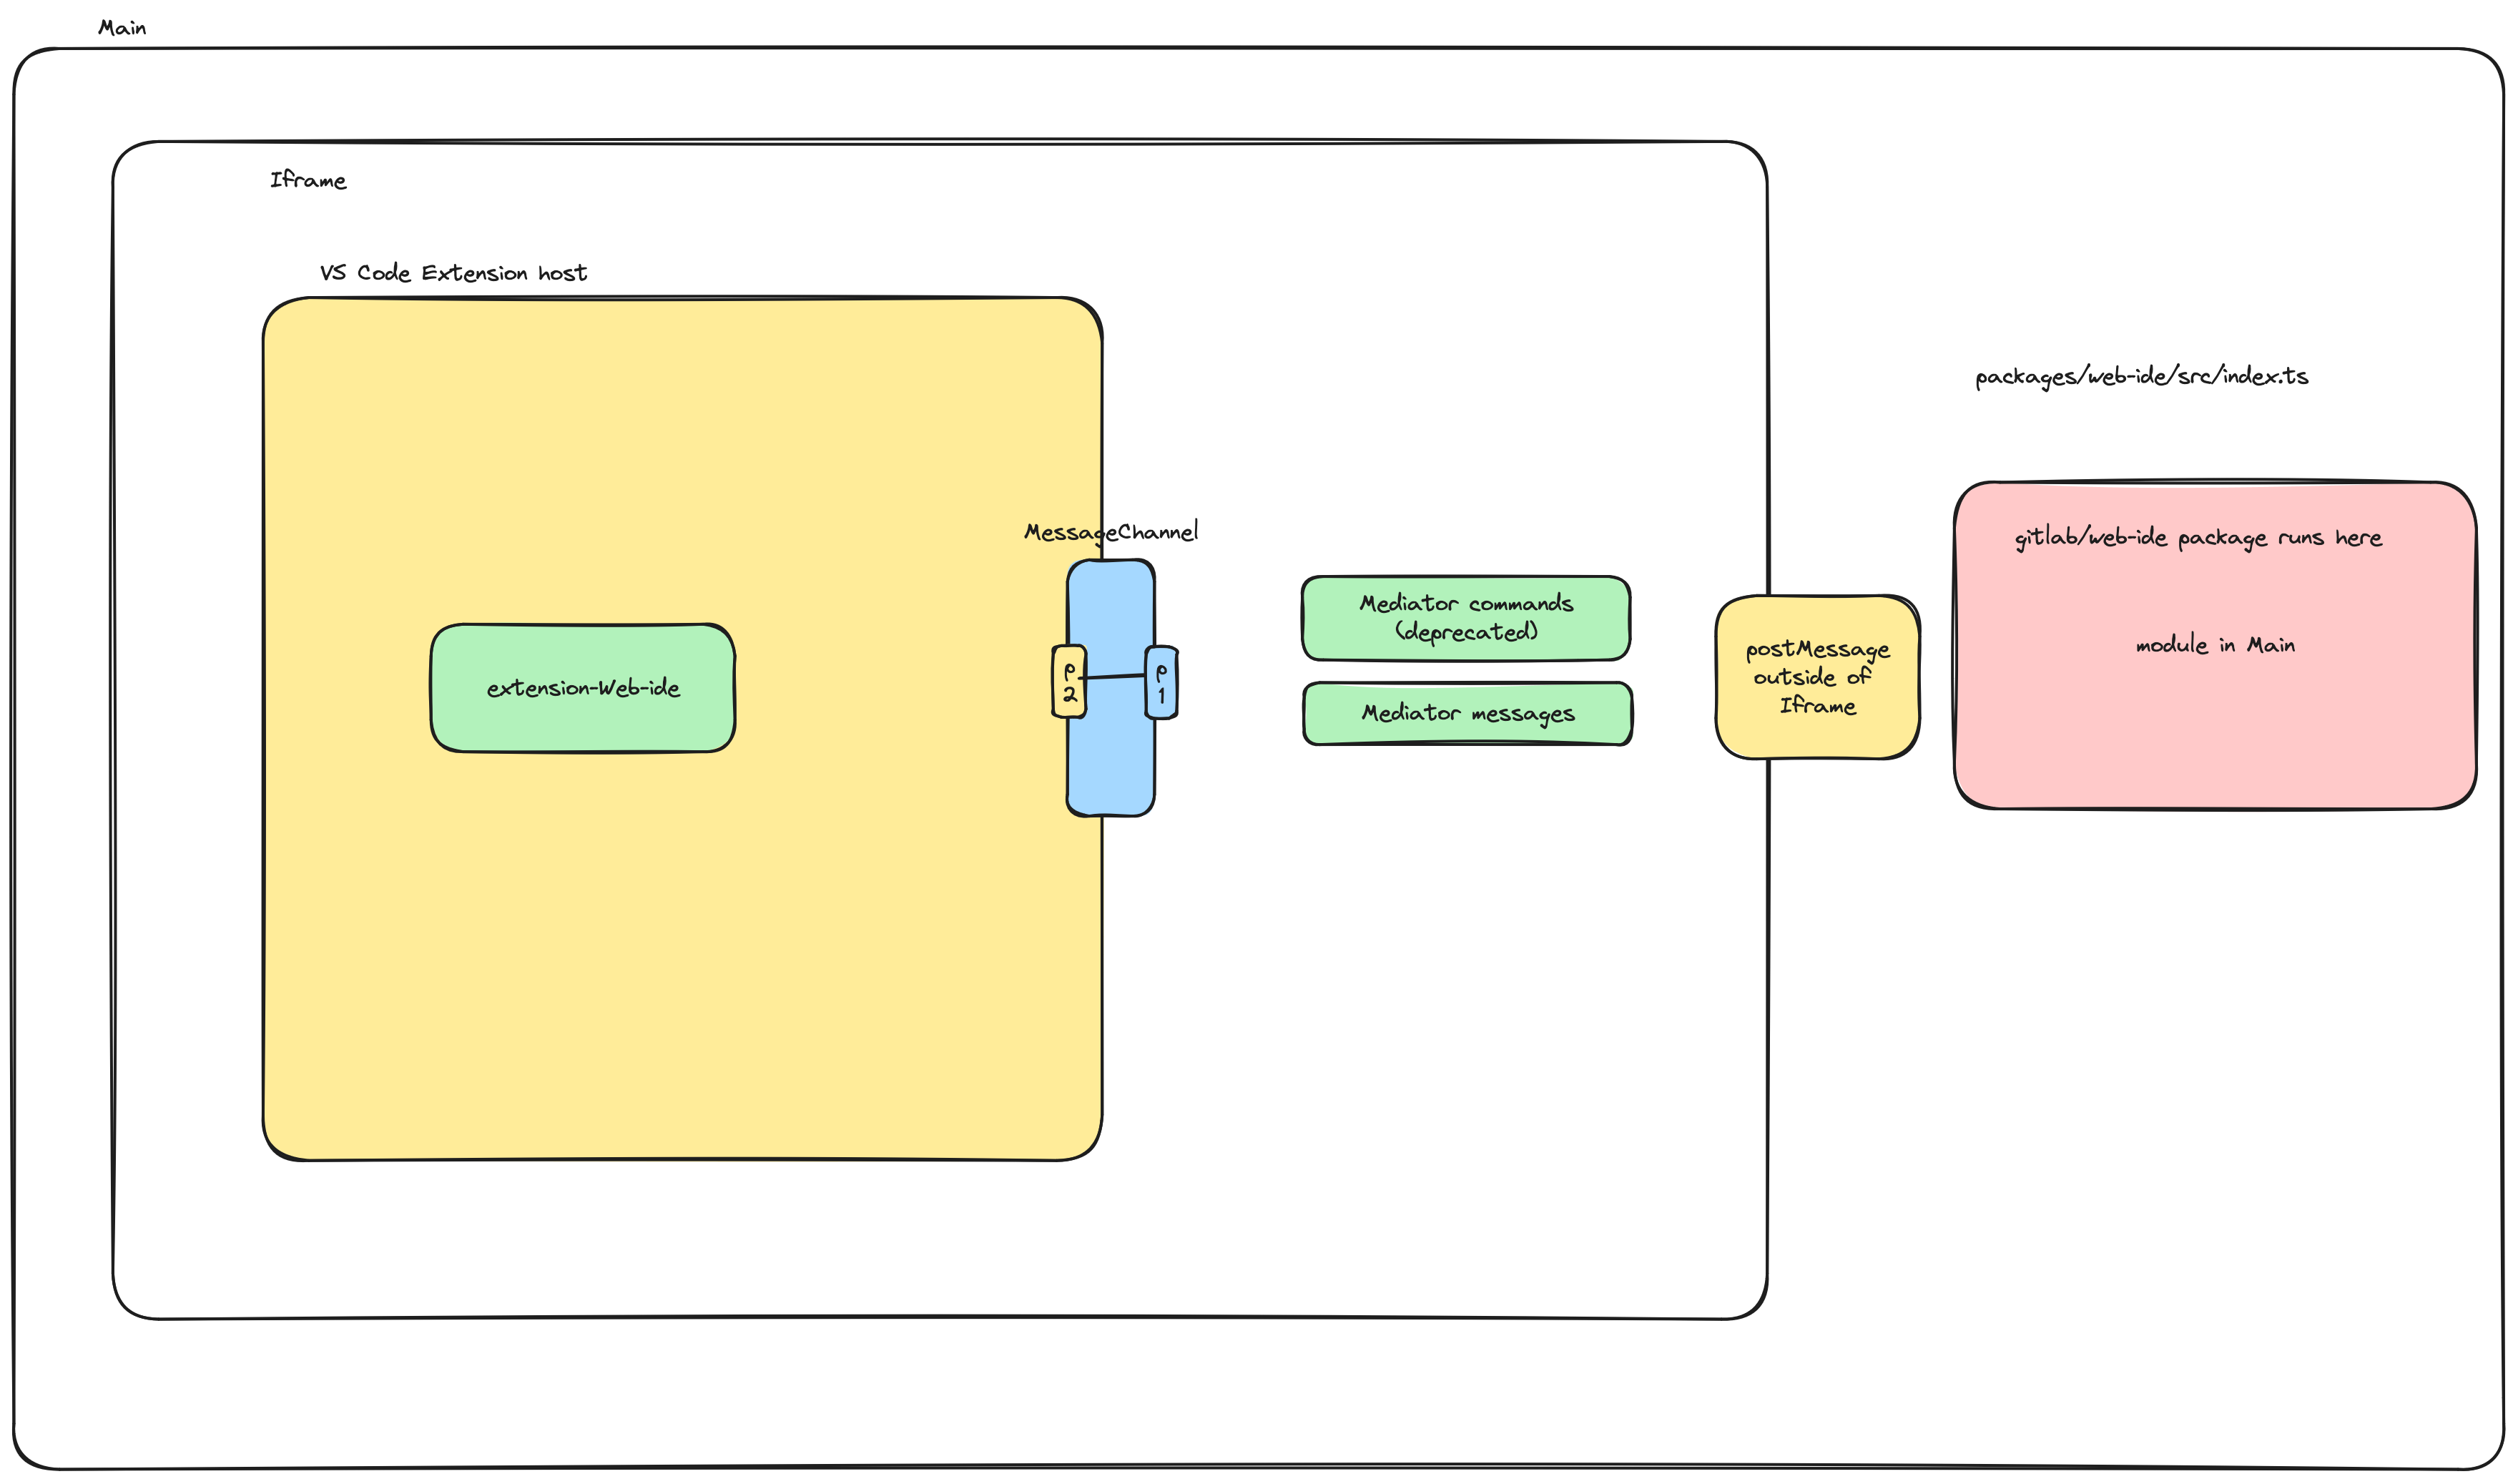 Main
Iframe
VS Code Extension host
packages/web-ide/src/index.ts
MessageChannel
gitlab/web-ide package runs here
Mediator commands
(deprecated)
module in Main
postMessage
outside of
Iframe
extension-Web-ide
P
2
P
1
Mediator messages